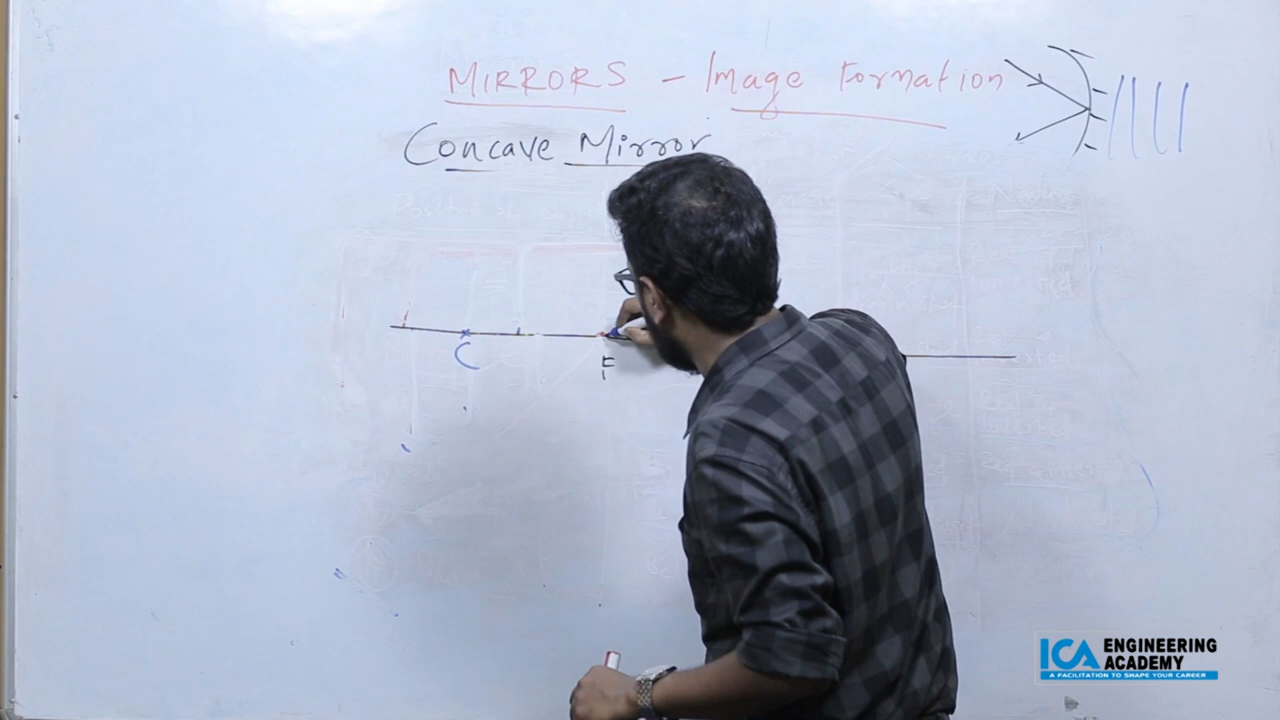 MIRRORS - Image Formation
Concave Mirror
C
F
ICA ENGINEERING ACADEMY
A FACILITATION TO SHAPE YOUR CAREER